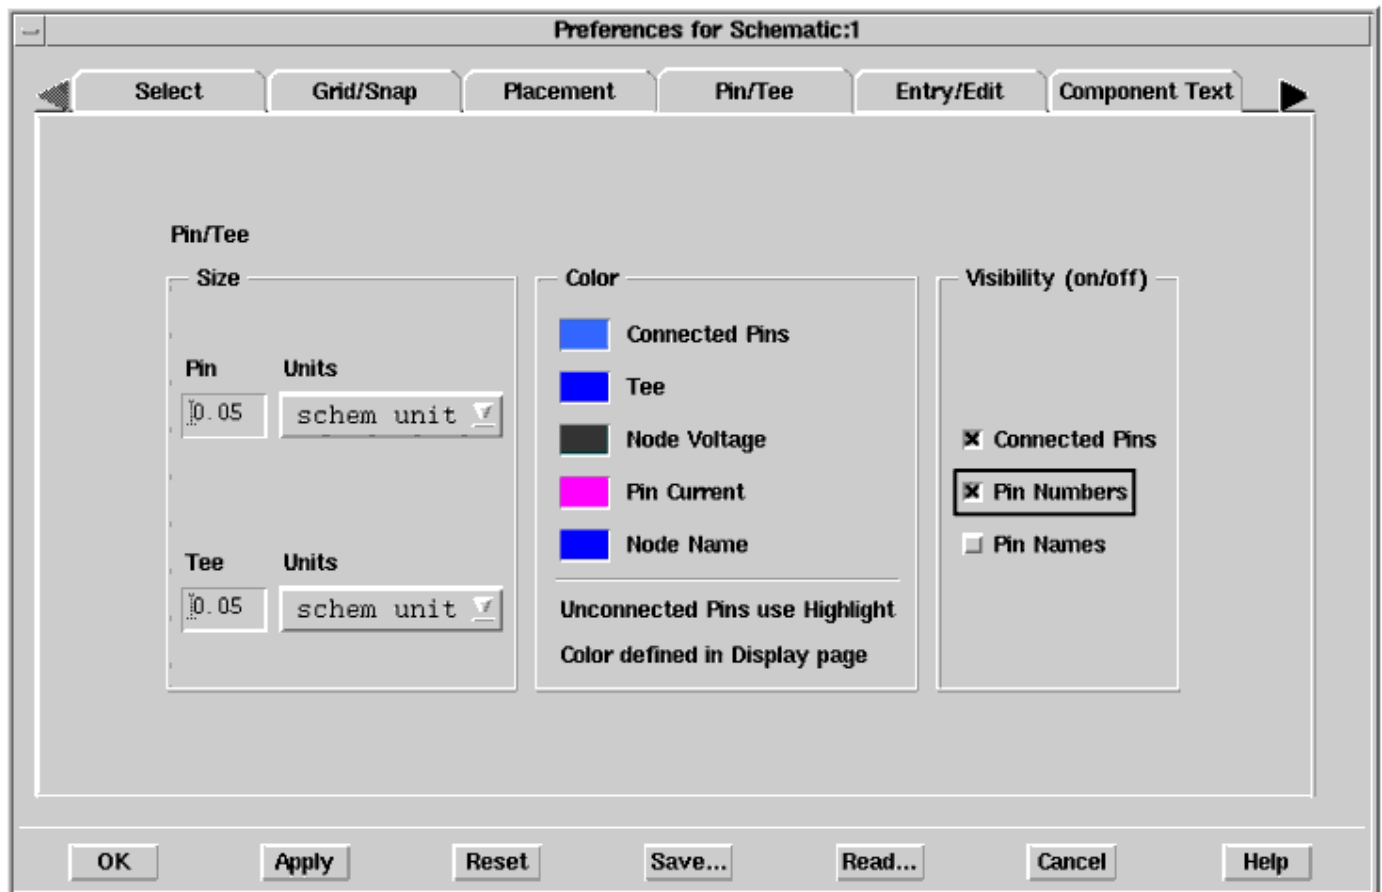 Preferences for Schematic:1
Select Grid/Snap Placement Pin/Tee Entry/Edit Component Text
Pin/Tee
Size
Pin Units
0.05 schem unit
Tee Units
0.05 schem unit
Color
Connected Pins
Tee
Node Voltage
Pin Current
Node Name
Unconnected Pins use Highlight
Color defined in Display page
Visibility (on/off)
Connected Pins
Pin Numbers
Pin Names
OK Apply Reset Save... Read... Cancel Help